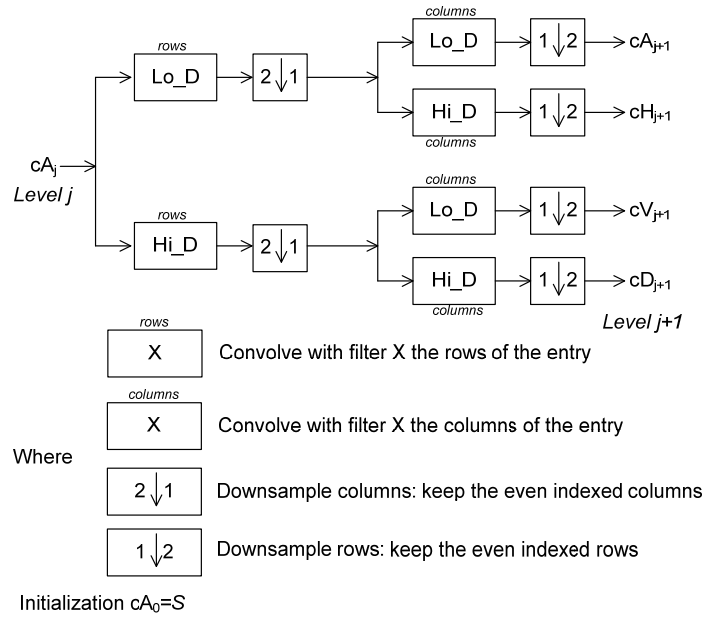 columns
rows
Lo_D
1↓2
cAj+1
Lo_D
2↓1
Hi_D
1↓2
cHj+1
columns
cAj
Level j
columns
rows
Lo_D
1↓2
cVj+1
Hi_D
2↓1
Hi_D
1↓2
cDj+1
columns
Level j+1
rows
X
Convolve with filter X the rows of the entry
columns
X
Convolve with filter X the columns of the entry
Where
2↓1
Downsample columns: keep the even indexed columns
1↓2
Downsample rows: keep the even indexed rows
Initialization cA0=S